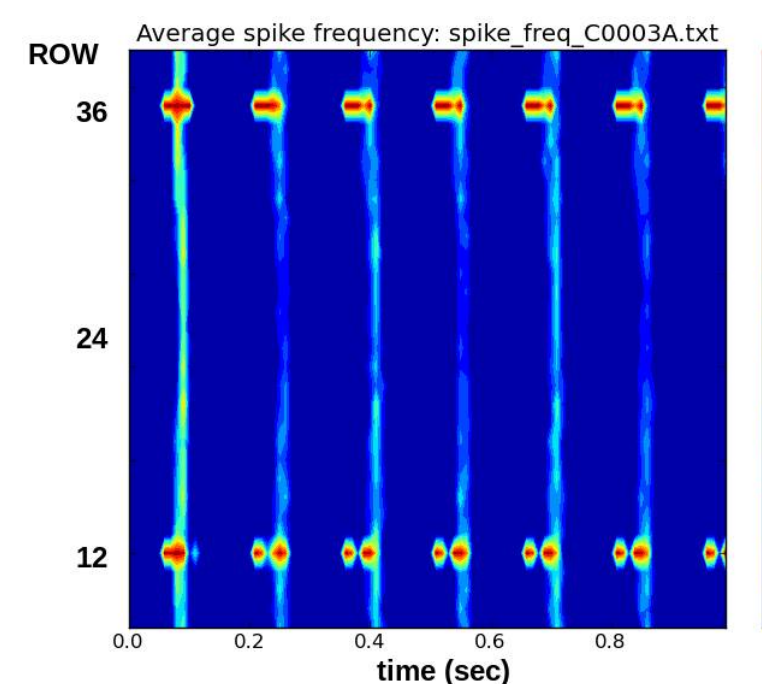 Average spike frequency: spike_freq_C0003A.txt
ROW
36
24
12
0.0 0.2 0.4 0.6 0.8
time (sec)